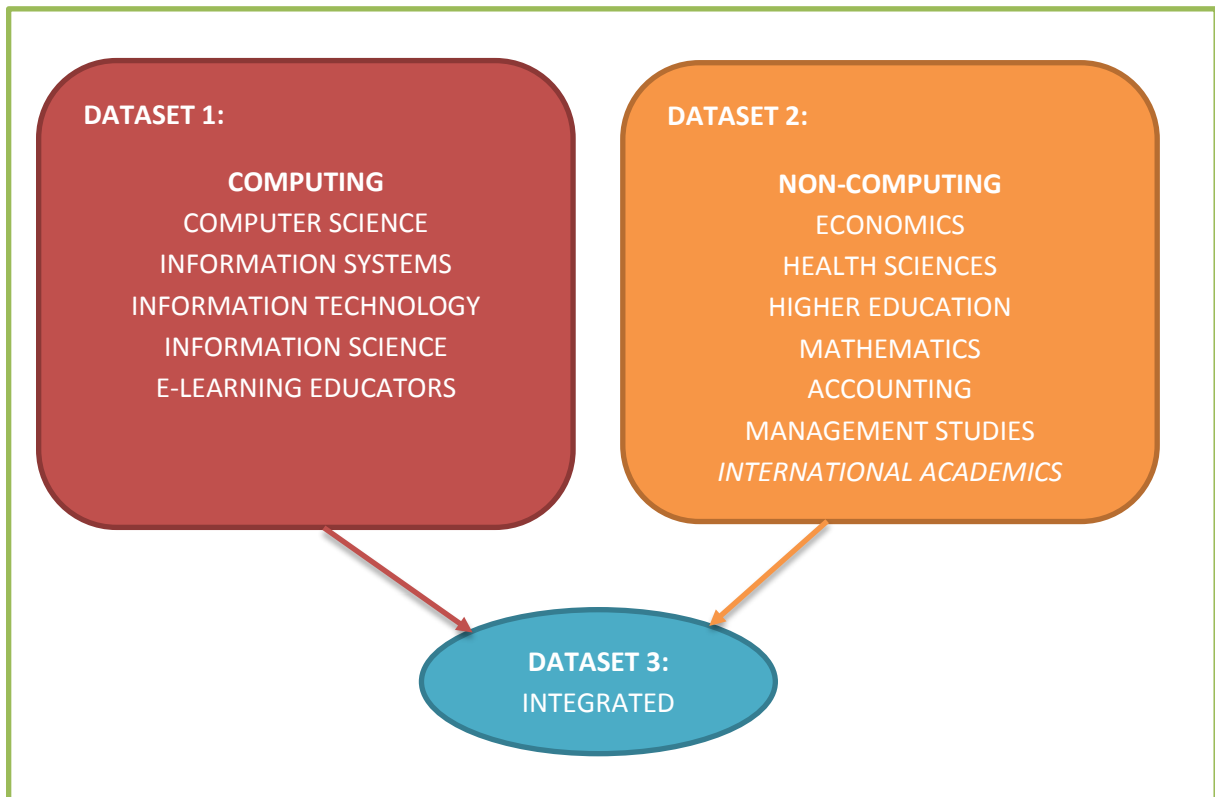 DATASET 1:
COMPUTING
COMPUTER SCIENCE
INFORMATION SYSTEMS
INFORMATION TECHNOLOGY
INFORMATION SCIENCE
E-LEARNING EDUCATORS
DATASET 2:
NON-COMPUTING
ECONOMICS
HEALTH SCIENCES
HIGHER EDUCATION
MATHEMATICS
ACCOUNTING
MANAGEMENT STUDIES
INTERNATIONAL ACADEMICS
DATASET 3:
INTEGRATED